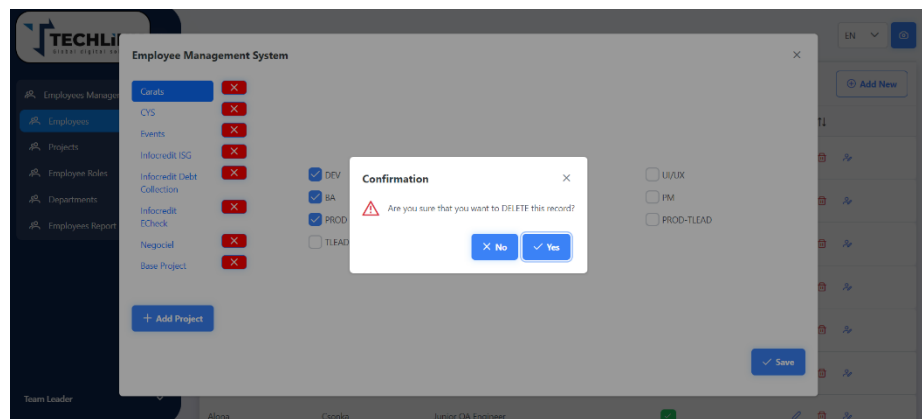 TECHLi
EN
Employee Management System
Add New
Employees Manager
Employees
Projects
Employee Roles
Departments
Employees Report
Carats
CYS
Events
Infocredit ISG
Infocredit Debt
Collection
Infocredit
ECheck
Negociel
Base Project
DEV
BA
PROD
TLEAD
UI/UX
PM
PROD-TLEAD
Confirmation
Are you sure that you want to DELETE this record?
No
Yes
Add Project
Save
Team Leader
Alona Csonka Junior QA Engineer